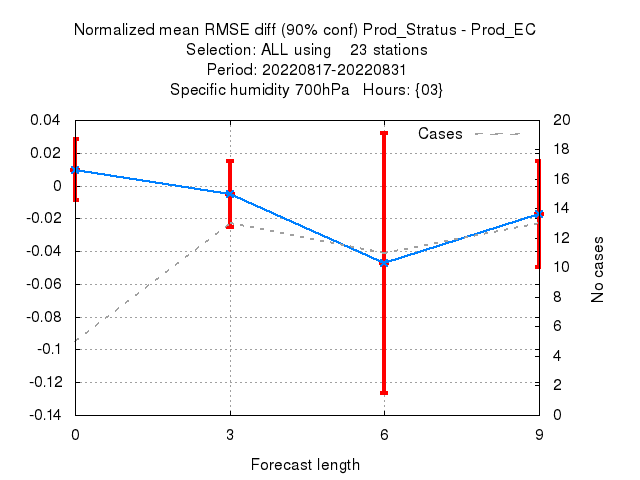 Normalized mean RMSE diff (90% conf) Prod_Stratus - Prod_EC
Selection: ALL using    23 stations
Period: 20220817-20220831
Specific humidity 700hPa   Hours: {03}
Cases
0.04
0.02
0
-0.02
-0.04
-0.06
-0.08
-0.1
-0.12
-0.14
20
18
16
14
12
10
8
6
4
2
0
No cases
0 3 6 9
Forecast length